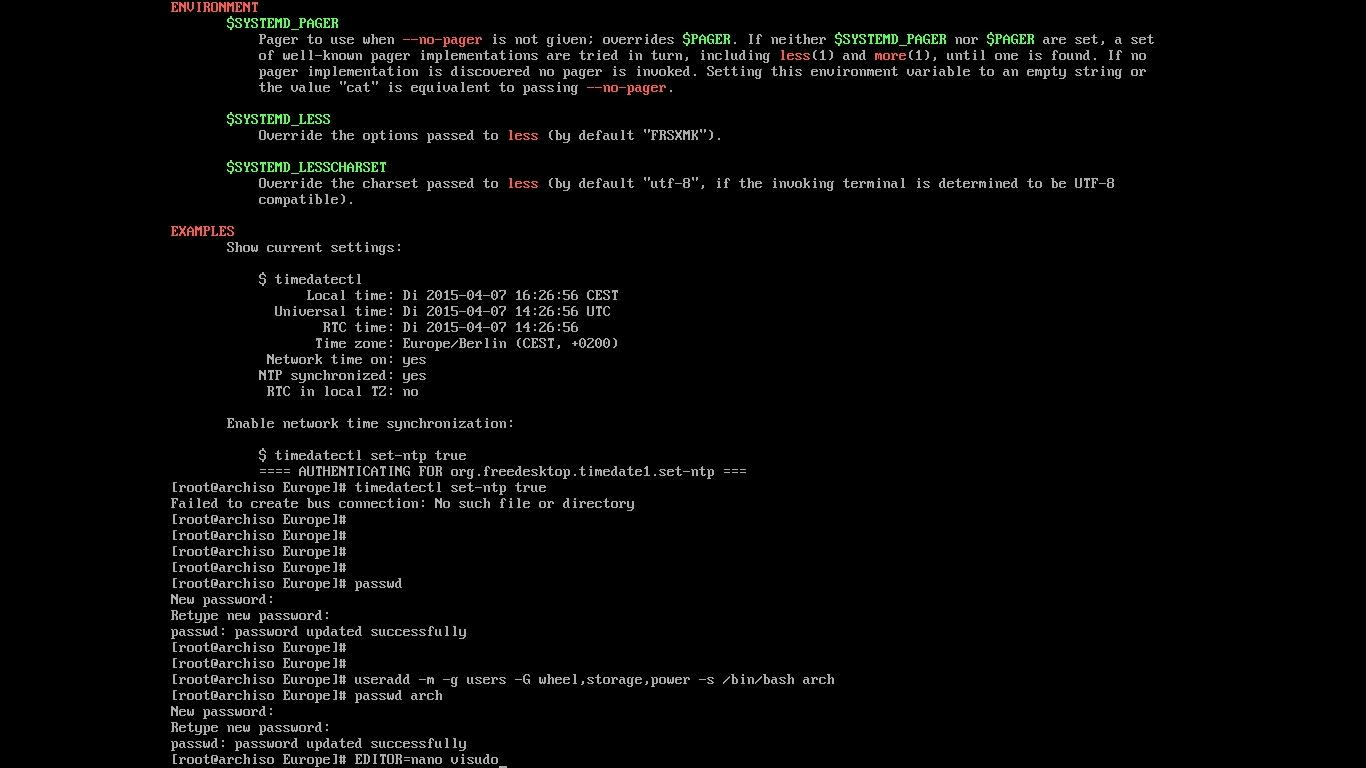 ENVIRONMENT
$SYSTEMD_PAGER
Pager to use when --no-pager is not given; overrides $PAGER. If neither $SYSTEMD_PAGER nor $PAGER are set, a set
of well-known pager implementations are tried in turn, including less(1) and more(1), until one is found. If no
pager implementation is discovered no pager is invoked. Setting this environment variable to an empty string or
the value "cat" is equivalent to passing --no-pager.
$SYSTEMD_LESS
Override the options passed to less (by default "FRSXMK").
$SYSTEMD_LESSCHARSET
Override the charset passed to less (by default "utf-8", if the invoking terminal is determined to be UTF-8
compatible).
EXAMPLES
Show current settings:
$ timedatectl
Local time: Di 2015-04-07 16:26:56 CEST
Universal time: Di 2015-04-07 14:26:56 UTC
RTC time: Di 2015-04-07 14:26:56
Time zone: Europe/Berlin (CEST, +0200)
Network time on: yes
NTP synchronized: yes
RTC in local TZ: no
Enable network time synchronization:
$ timedatectl set-ntp true
==== AUTHENTICATING FOR org.freedesktop.timedate1.set-ntp ===
[root@archiso Europe]# timedatectl set-ntp true
Failed to create bus connection: No such file or directory
[root@archiso Europe]#
[root@archiso Europe]#
[root@archiso Europe]#
[root@archiso Europe]#
[root@archiso Europe]# passwd
New password:
Retype new password:
passwd: password updated successfully
[root@archiso Europe]#
[root@archiso Europe]#
[root@archiso Europe]# useradd -m -g users -G wheel,storage,power -s /bin/bash arch
[root@archiso Europe]# passwd arch
New password:
Retype new password:
passwd: password updated successfully
[root@archiso Europe]# EDITOR=nano visudo_